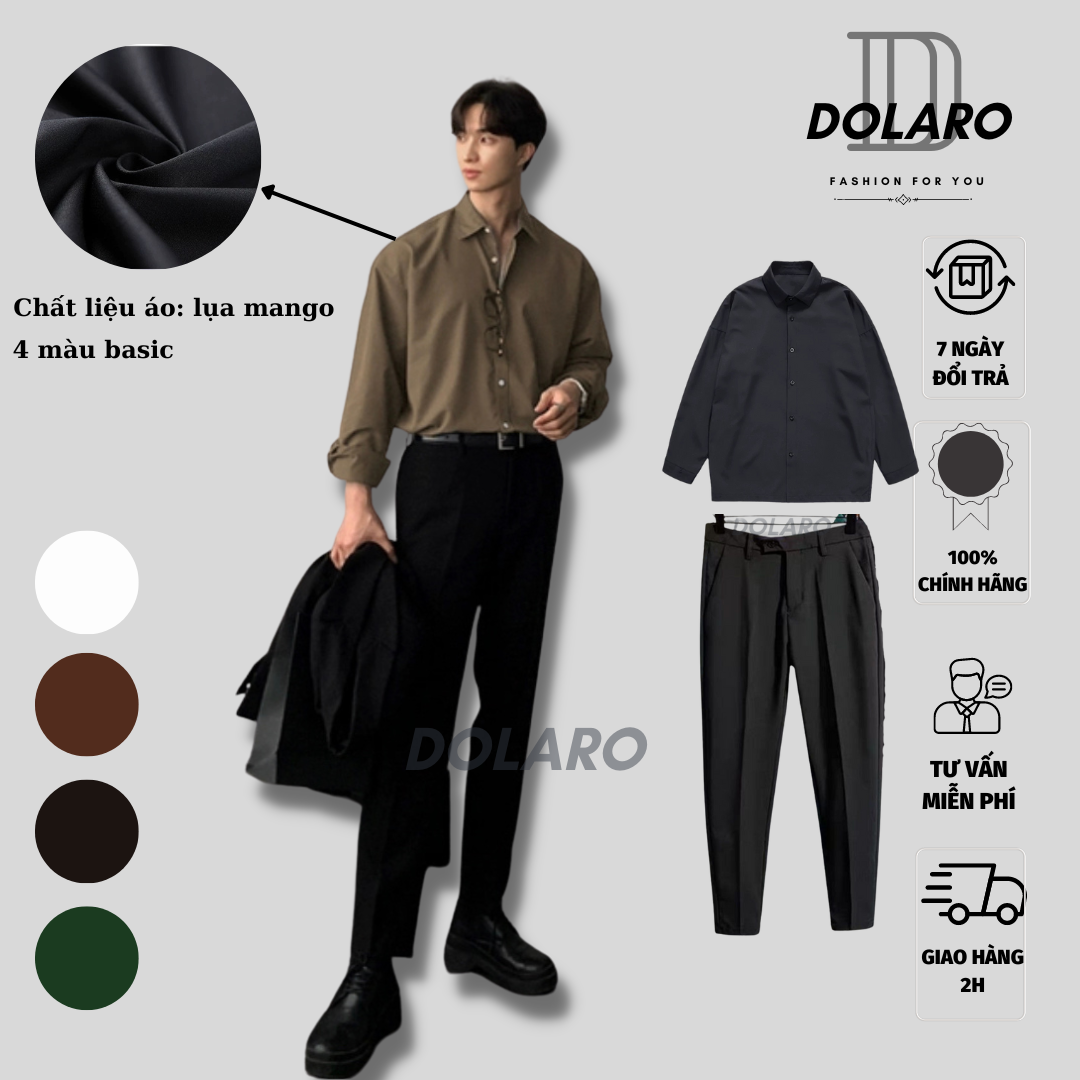 DOLARO
FASHION FOR YOU
Chất liệu áo: lụa mango
4 màu basic
7 NGÀY
ĐỔI TRẢ
100%
CHÍNH HÃNG
DOLARO
DOLARO
TƯ VẤN
MIỄN PHÍ
GIAO HÀNG
2H